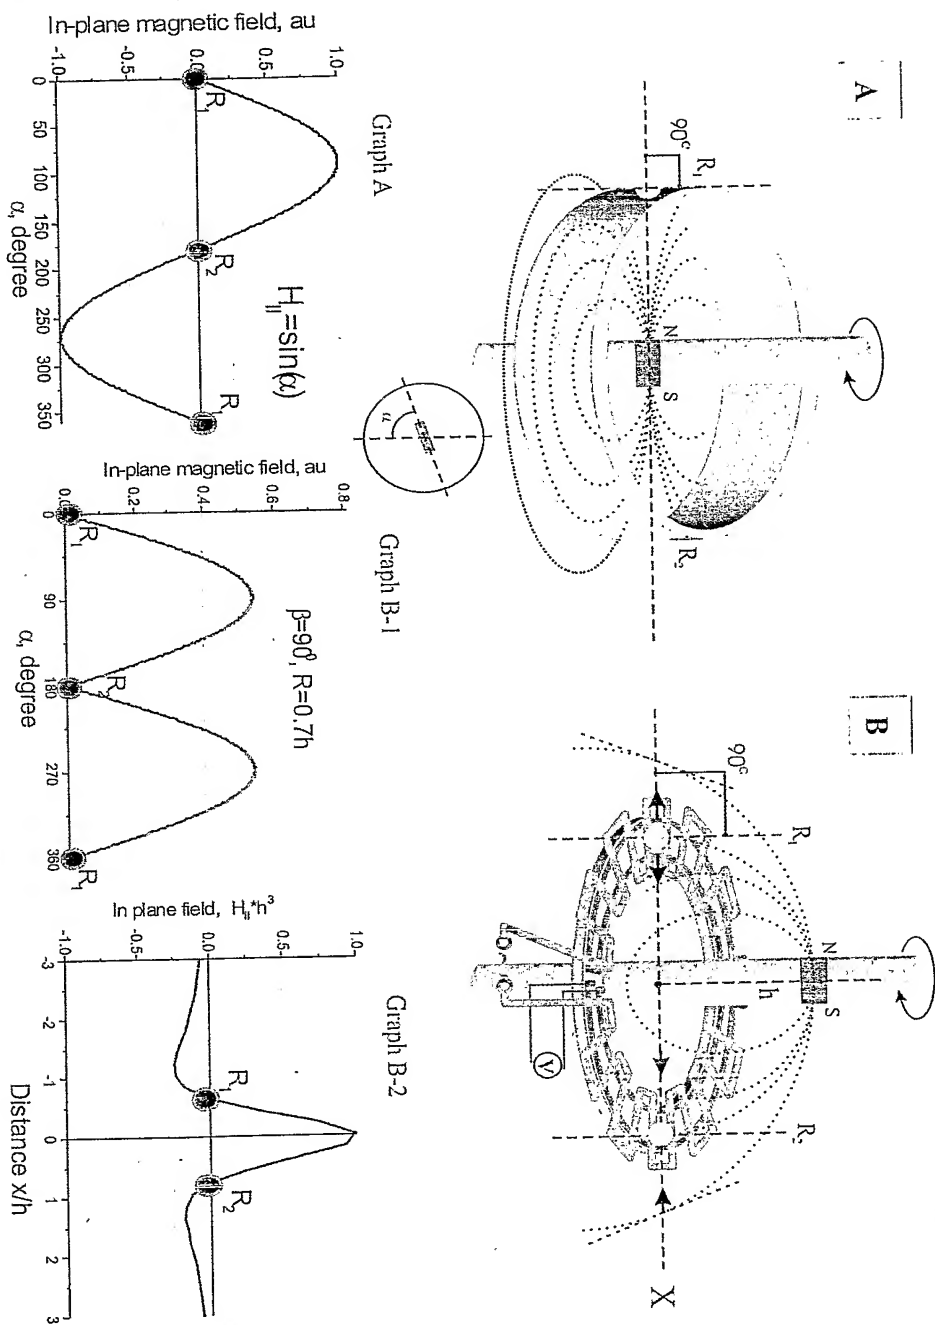 A
90°
R₁
N
S
R₂
α
Graph A
In-plane magnetic field, au
1.0
0.5
0.0
-0.5
-1.0
R₁
R₂
R₁
H||=sin(α)
0 50 100 150 200 250 300 350
α, degree
Graph B-1
In-plane magnetic field, au
0.8
0.6
0.4
0.2
0.0
β=90⁰, R=0.7h
R₁
R₂
R₁
0 90 180 270 360
α, degree
B
90°
R₁
N
S
h
R₂
V
X
Graph B-2
In plane field, H||*h³
1.0
0.5
0.0
-0.5
-1.0
R₁
R₂
-3 -2 -1 0 1 2 3
Distance x/h